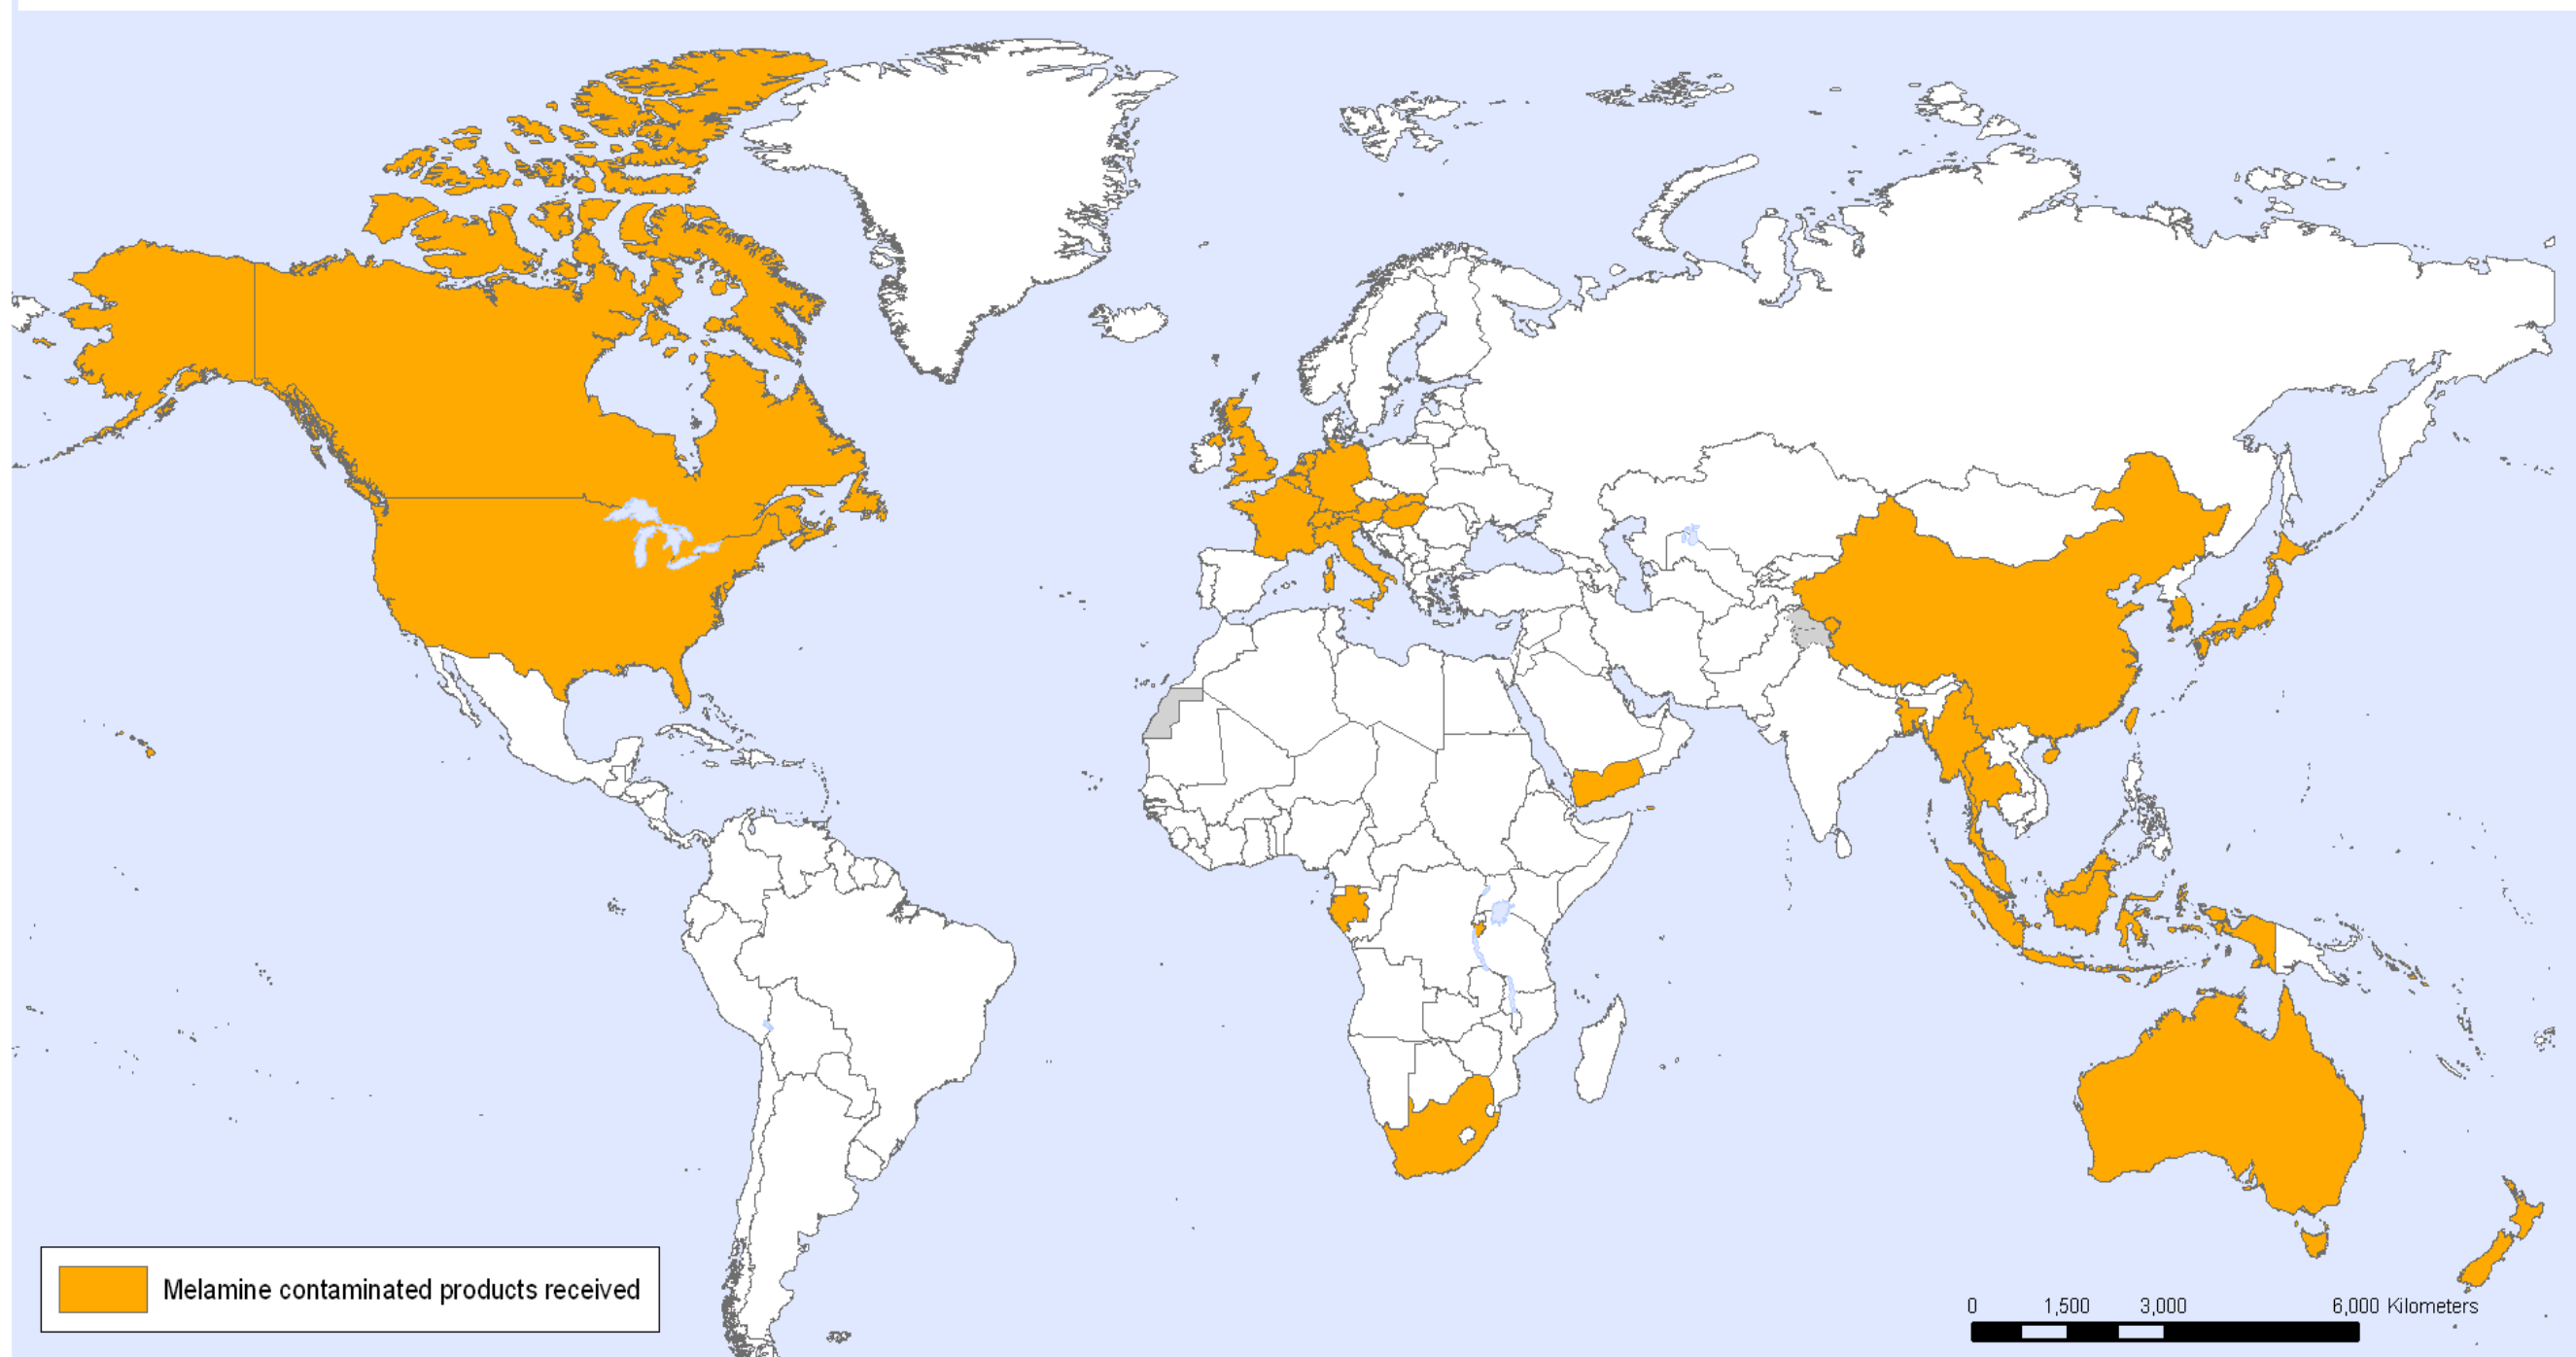 Melamine contaminated products received
0 1,500 3,000 6,000 Kilometers